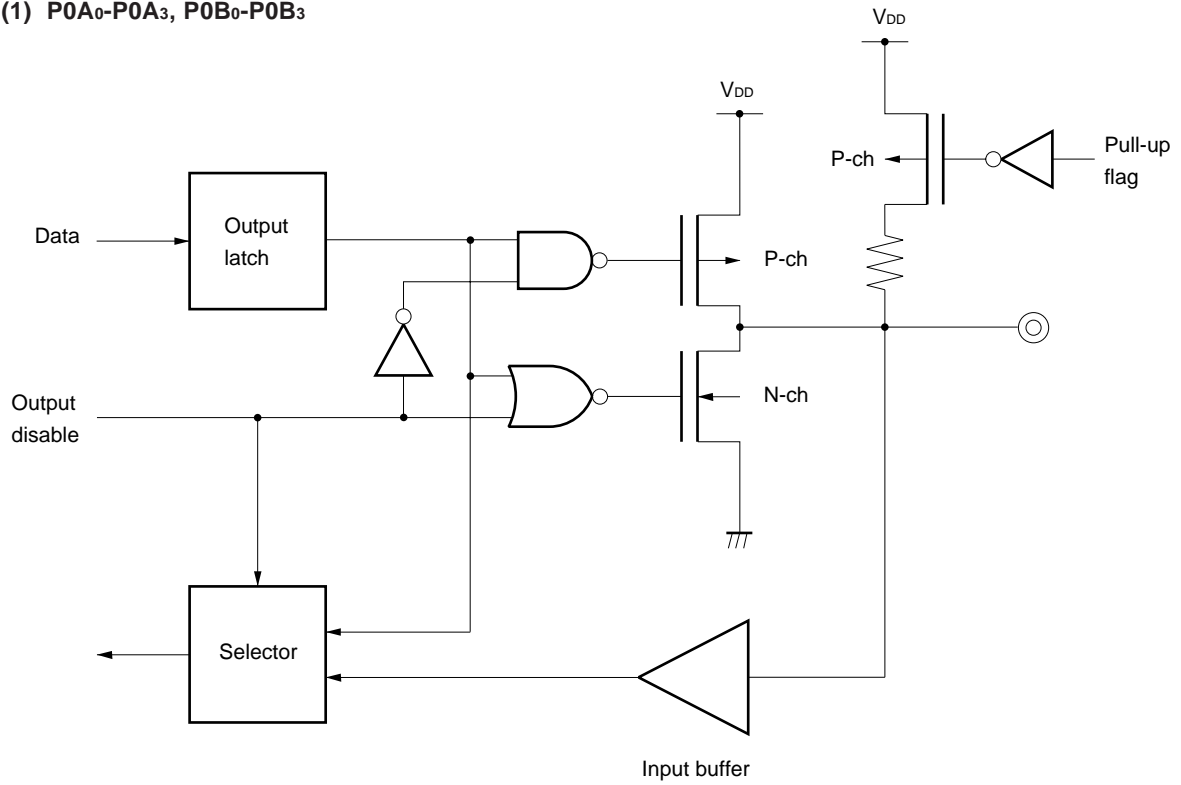 (1) P0A0-P0A3, P0B0-P0B3
VDD
VDD
P-ch
Pull-up
flag
Data
Output
latch
P-ch
Output
disable
N-ch
Selector
Input buffer